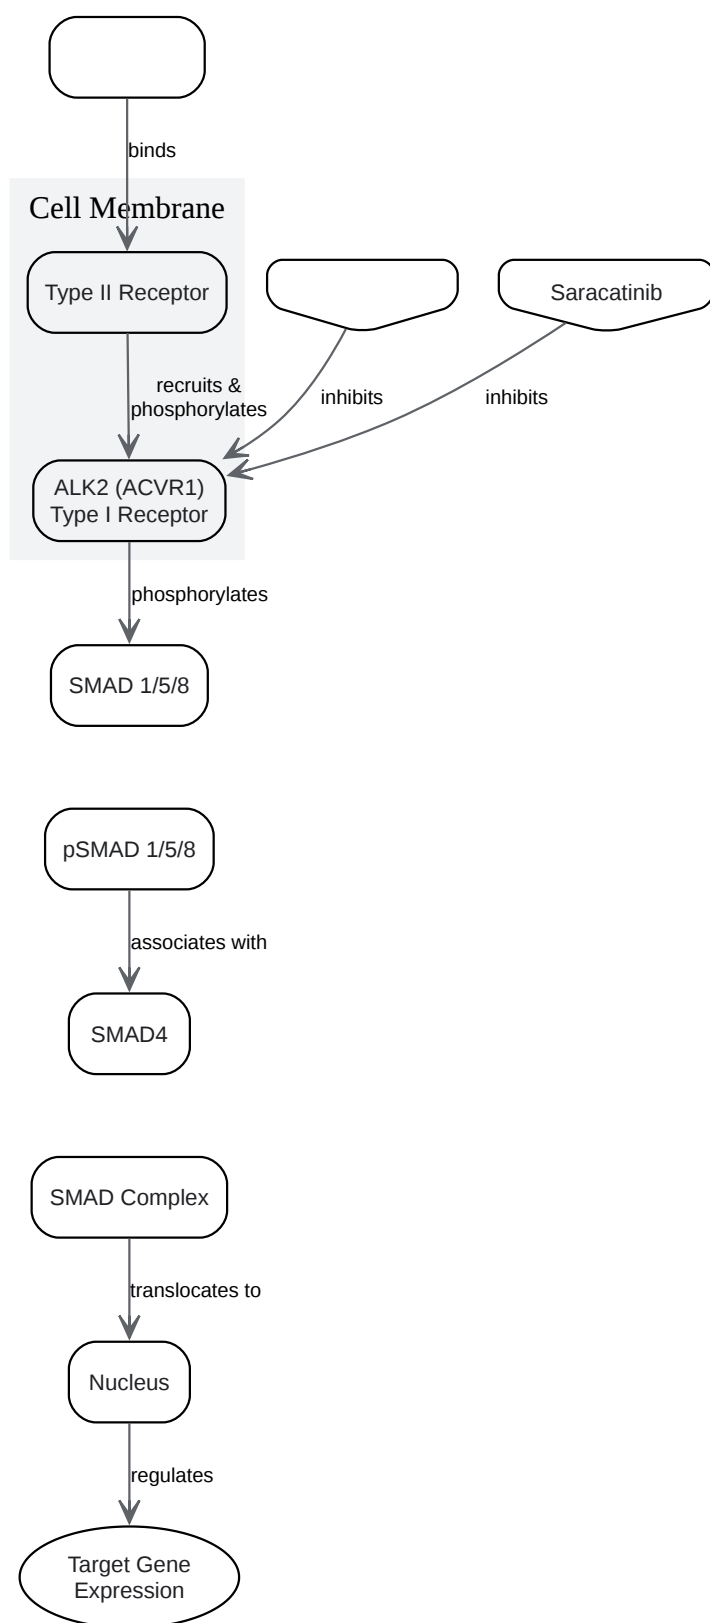 binds
Cell Membrane
Type II Receptor
Saracatinib
recruits &
phosphorylates
inhibits
inhibits
ALK2 (ACVR1)
Type I Receptor
phosphorylates
SMAD 1/5/8
pSMAD 1/5/8
associates with
SMAD4
SMAD Complex
translocates to
Nucleus
regulates
Target Gene
Expression